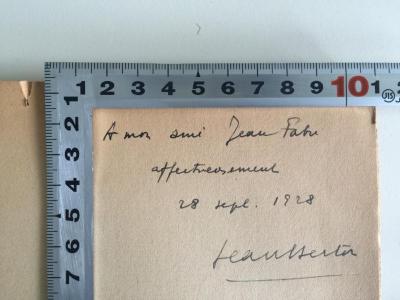 1 2 3 4 5 6 7 8 9 10 1
2 3 4 5 6 7
A mon ami Jean Fabre
affectueusement
28 sept. 1928